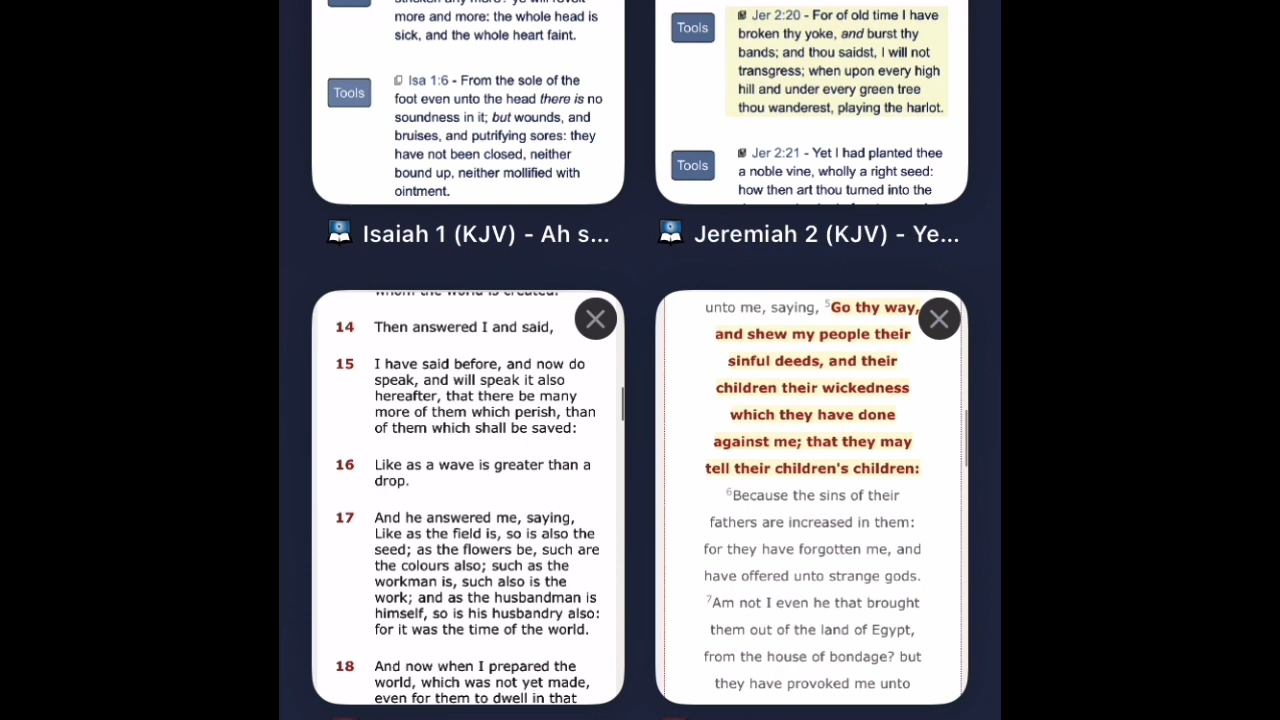 more and more: the whole head is
sick, and the whole heart faint.
Tools
Isa 1:6 - From the sole of the
foot even unto the head there is no
soundness in it; but wounds, and
bruises, and putrifying sores: they
have not been closed, neither
bound up, neither mollified with
ointment.
Isaiah 1 (KJV) - Ah s...
Tools
Jer 2:20 - For of old time I have
broken thy yoke, and burst thy
bands; and thou saidst, I will not
transgress; when upon every high
hill and under every green tree
thou wanderest, playing the harlot.
Tools
Jer 2:21 - Yet I had planted thee
a noble vine, wholly a right seed:
how then art thou turned into the
Jeremiah 2 (KJV) - Ye...
whom the world is created.
14 Then answered I and said,
15 I have said before, and now do
speak, and will speak it also
hereafter, that there be many
more of them which perish, than
of them which shall be saved:
16 Like as a wave is greater than a
drop.
17 And he answered me, saying,
Like as the field is, so is also the
seed; as the flowers be, such are
the colours also; such as the
workman is, such also is the
work; and as the husbandman is
himself, so is his husbandry also:
for it was the time of the world.
18 And now when I prepared the
world, which was not yet made,
even for them to dwell in that
unto me, saying, 5Go thy way,
and shew my people their
sinful deeds, and their
children their wickedness
which they have done
against me; that they may
tell their children's children:
6Because the sins of their
fathers are increased in them:
for they have forgotten me, and
have offered unto strange gods.
7Am not I even he that brought
them out of the land of Egypt,
from the house of bondage? but
they have provoked me unto